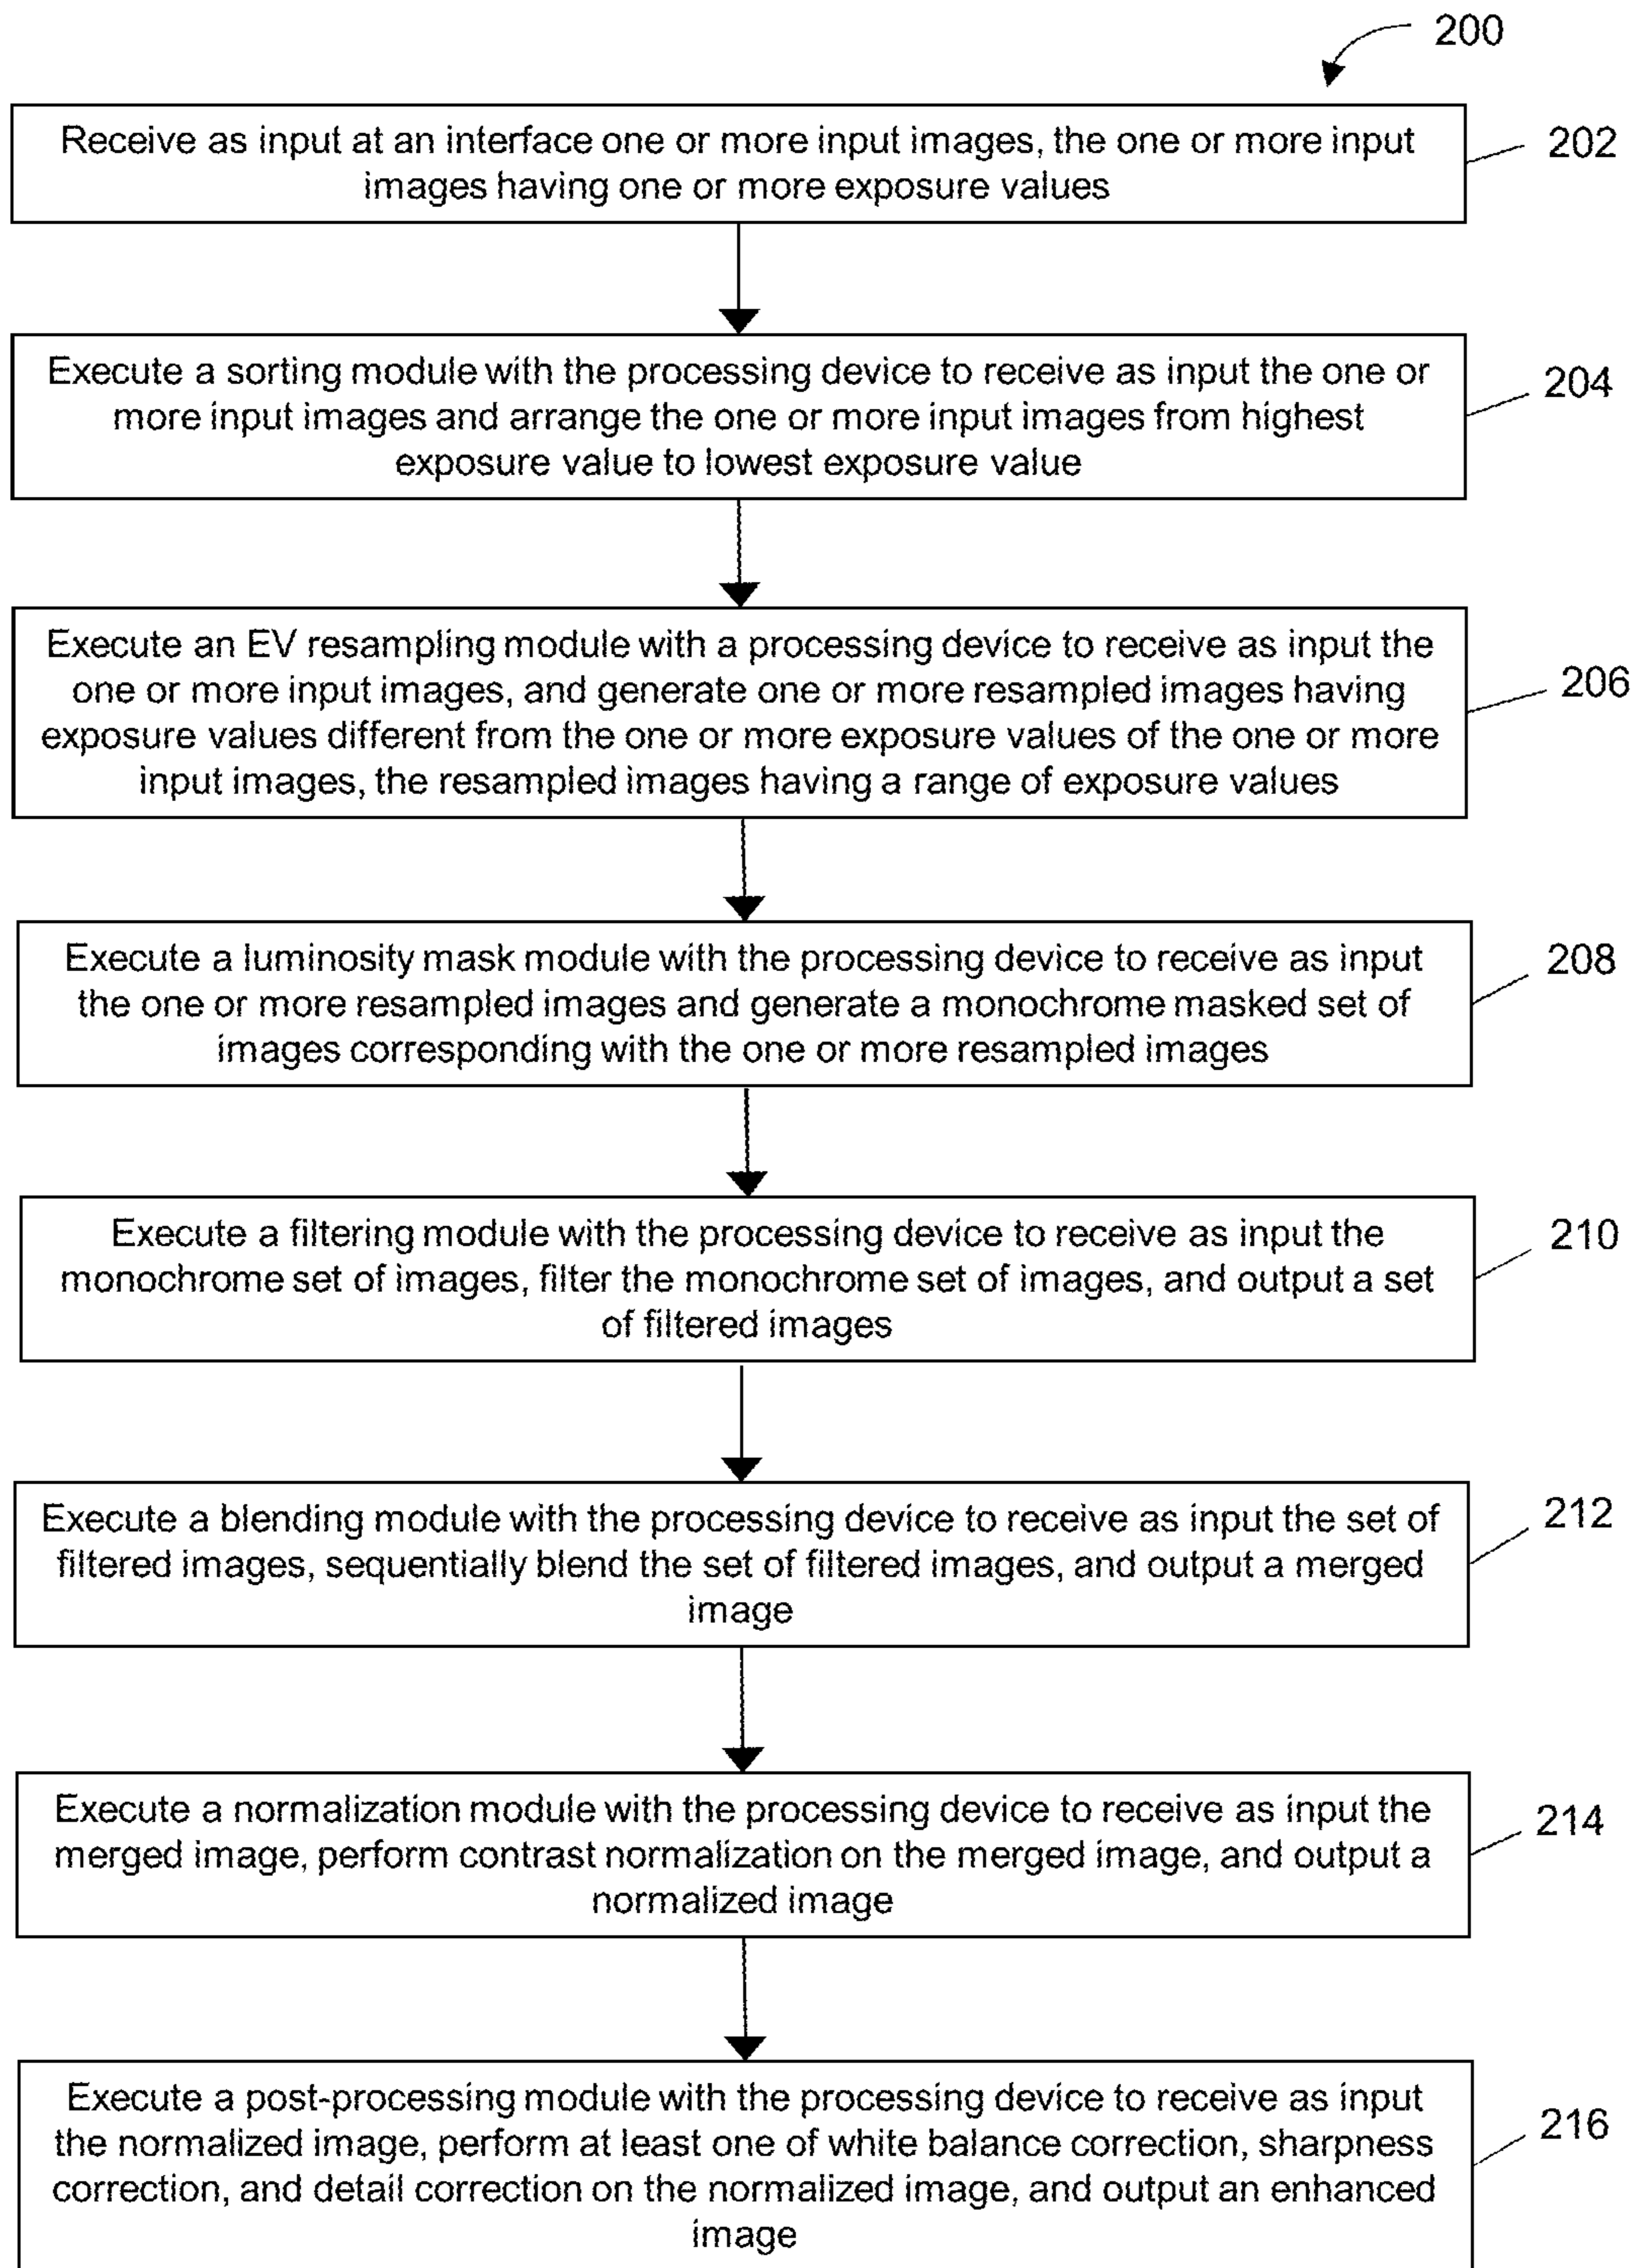 200
Receive as input at an interface one or more input images, the one or more input
images having one or more exposure values
202
Execute a sorting module with the processing device to receive as input the one or
more input images and arrange the one or more input images from highest
exposure value to lowest exposure value
204
Execute an EV resampling module with a processing device to receive as input the
one or more input images, and generate one or more resampled images having
exposure values different from the one or more exposure values of the one or more
input images, the resampled images having a range of exposure values
206
Execute a luminosity mask module with the processing device to receive as input
the one or more resampled images and generate a monochrome masked set of
images corresponding with the one or more resampled images
208
Execute a filtering module with the processing device to receive as input the
monochrome set of images, filter the monochrome set of images, and output a set
of filtered images
210
Execute a blending module with the processing device to receive as input the set of
filtered images, sequentially blend the set of filtered images, and output a merged
image
212
Execute a normalization module with the processing device to receive as input the
merged image, perform contrast normalization on the merged image, and output a
normalized image
214
Execute a post-processing module with the processing device to receive as input
the normalized image, perform at least one of white balance correction, sharpness
correction, and detail correction on the normalized image, and output an enhanced
image
216